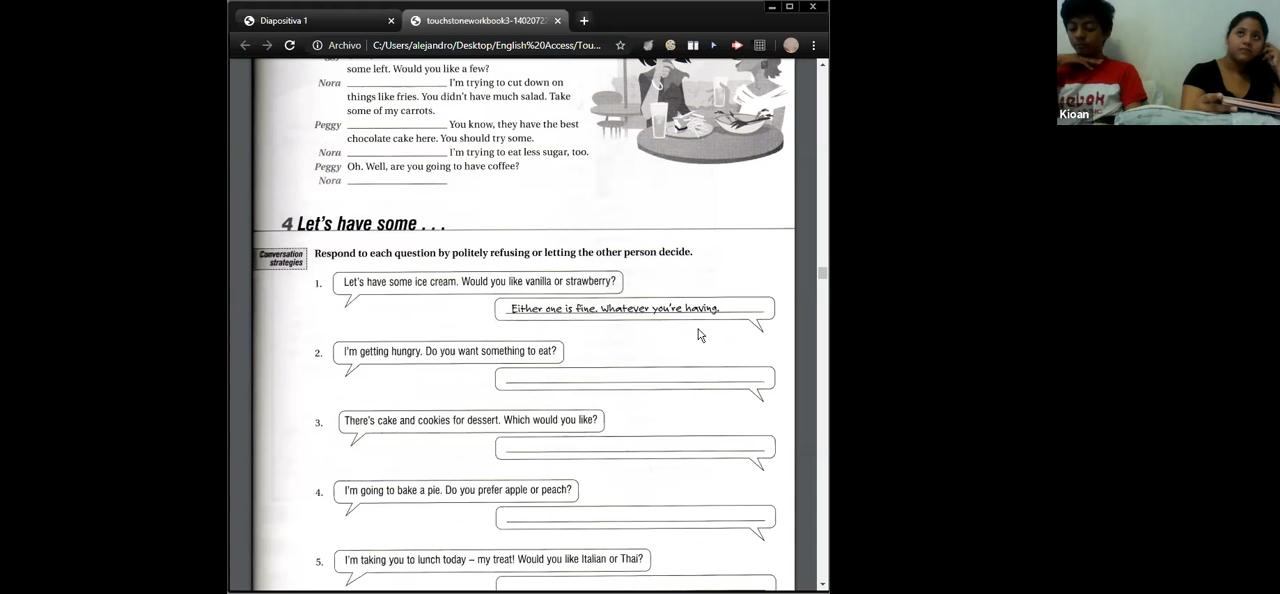 Diapositiva 1
touchstoneworkbook3-1402072
Archivo
C:/Users/alejandro/Desktop/English%20Access/Tou...
some left. Would you like a few?
Nora ____________ I'm trying to cut down on
things like fries. You didn't have much salad. Take
some of my carrots.
Peggy ____________ You know, they have the best
chocolate cake here. You should try some.
Nora ____________ I'm trying to eat less sugar, too.
Peggy Oh. Well, are you going to have coffee?
Nora ____________
4 Let's have some . . .
Conversation
strategies
Respond to each question by politely refusing or letting the other person decide.
1. Let's have some ice cream. Would you like vanilla or strawberry?
Either one is fine. Whatever you're having.
2. I'm getting hungry. Do you want something to eat?
3. There's cake and cookies for dessert. Which would you like?
4. I'm going to bake a pie. Do you prefer apple or peach?
5. I'm taking you to lunch today – my treat! Would you like Italian or Thai?
Kioan